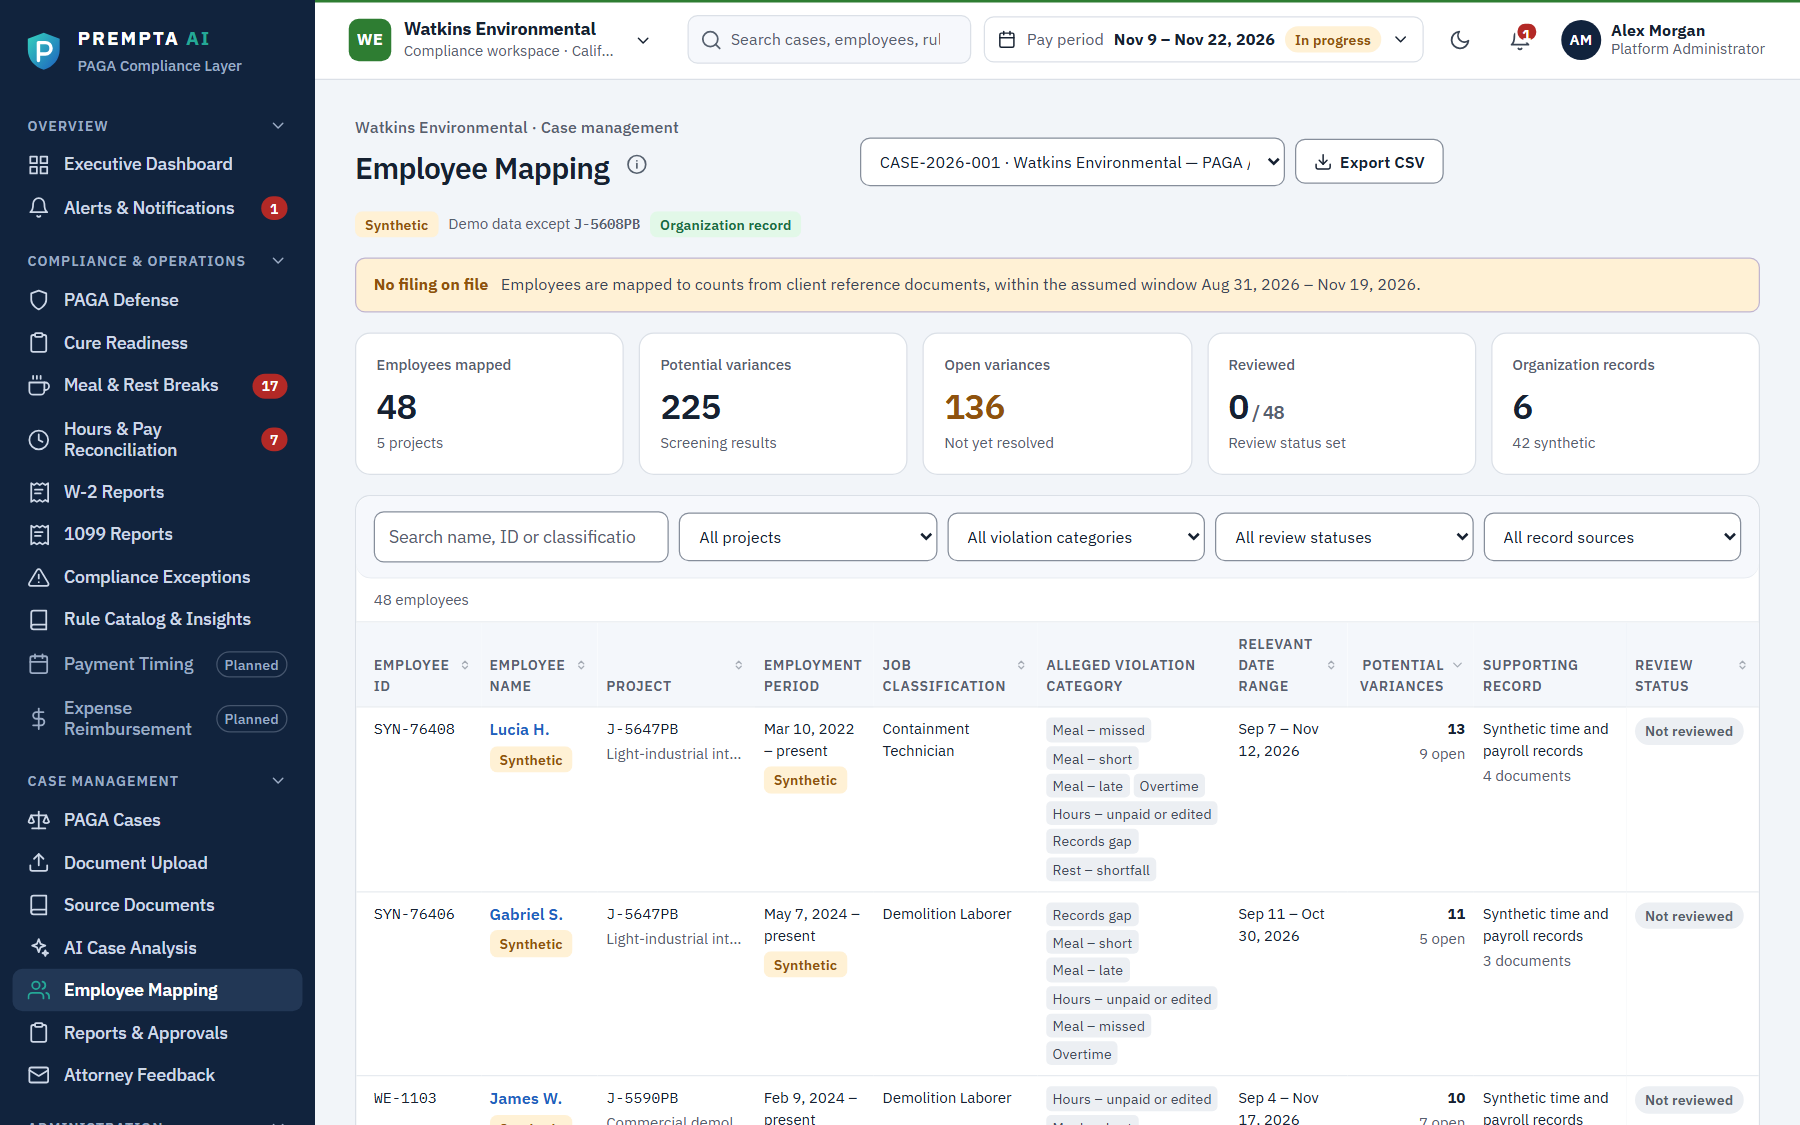 PREMPTA AI
PAGA Compliance Layer
OVERVIEW
Executive Dashboard
Alerts & Notifications 1
COMPLIANCE & OPERATIONS
PAGA Defense
Cure Readiness
Meal & Rest Breaks 17
Hours & Pay
Reconciliation 7
W-2 Reports
1099 Reports
Compliance Exceptions
Rule Catalog & Insights
Payment Timing Planned
Expense
Reimbursement Planned
CASE MANAGEMENT
PAGA Cases
Document Upload
Source Documents
AI Case Analysis
Employee Mapping
Reports & Approvals
Attorney Feedback
WE
Watkins Environmental
Compliance workspace · Calif...
Search cases, employees, rul
Pay period Nov 9 – Nov 22, 2026 In progress
1
AM
Alex Morgan
Platform Administrator
Watkins Environmental · Case management
Employee Mapping
CASE-2026-001 · Watkins Environmental — PAGA /
Export CSV
Synthetic Demo data except J-5608PB Organization record
No filing on file Employees are mapped to counts from client reference documents, within the assumed window Aug 31, 2026 – Nov 19, 2026.
Employees mapped
48
5 projects
Potential variances
225
Screening results
Open variances
136
Not yet resolved
Reviewed
0 / 48
Review status set
Organization records
6
42 synthetic
Search name, ID or classificatio
All projects
All violation categories
All review statuses
All record sources
48 employees
EMPLOYEE ID
EMPLOYEE NAME
PROJECT
EMPLOYMENT PERIOD
JOB CLASSIFICATION
ALLEGED VIOLATION CATEGORY
RELEVANT DATE RANGE
POTENTIAL VARIANCES
SUPPORTING RECORD
REVIEW STATUS
SYN-76408
Lucia H.
Synthetic
J-5647PB
Light-industrial int...
Mar 10, 2022
– present
Synthetic
Containment
Technician
Meal – missed
Meal – short
Meal – late Overtime
Hours – unpaid or edited
Records gap
Rest – shortfall
Sep 7 – Nov
12, 2026
13
9 open
Synthetic time and
payroll records
4 documents
Not reviewed
SYN-76406
Gabriel S.
Synthetic
J-5647PB
Light-industrial int...
May 7, 2024 –
present
Synthetic
Demolition Laborer
Records gap
Meal – short
Meal – late
Hours – unpaid or edited
Meal – missed
Overtime
Sep 11 – Oct
30, 2026
11
5 open
Synthetic time and
payroll records
3 documents
Not reviewed
WE-1103
James W.
J-5590PB
Commercial demol
Feb 9, 2024 –
present
Demolition Laborer
Hours – unpaid or edited
Sep 4 – Nov
17, 2026
10
7 open
Synthetic time and
payroll records
Not reviewed